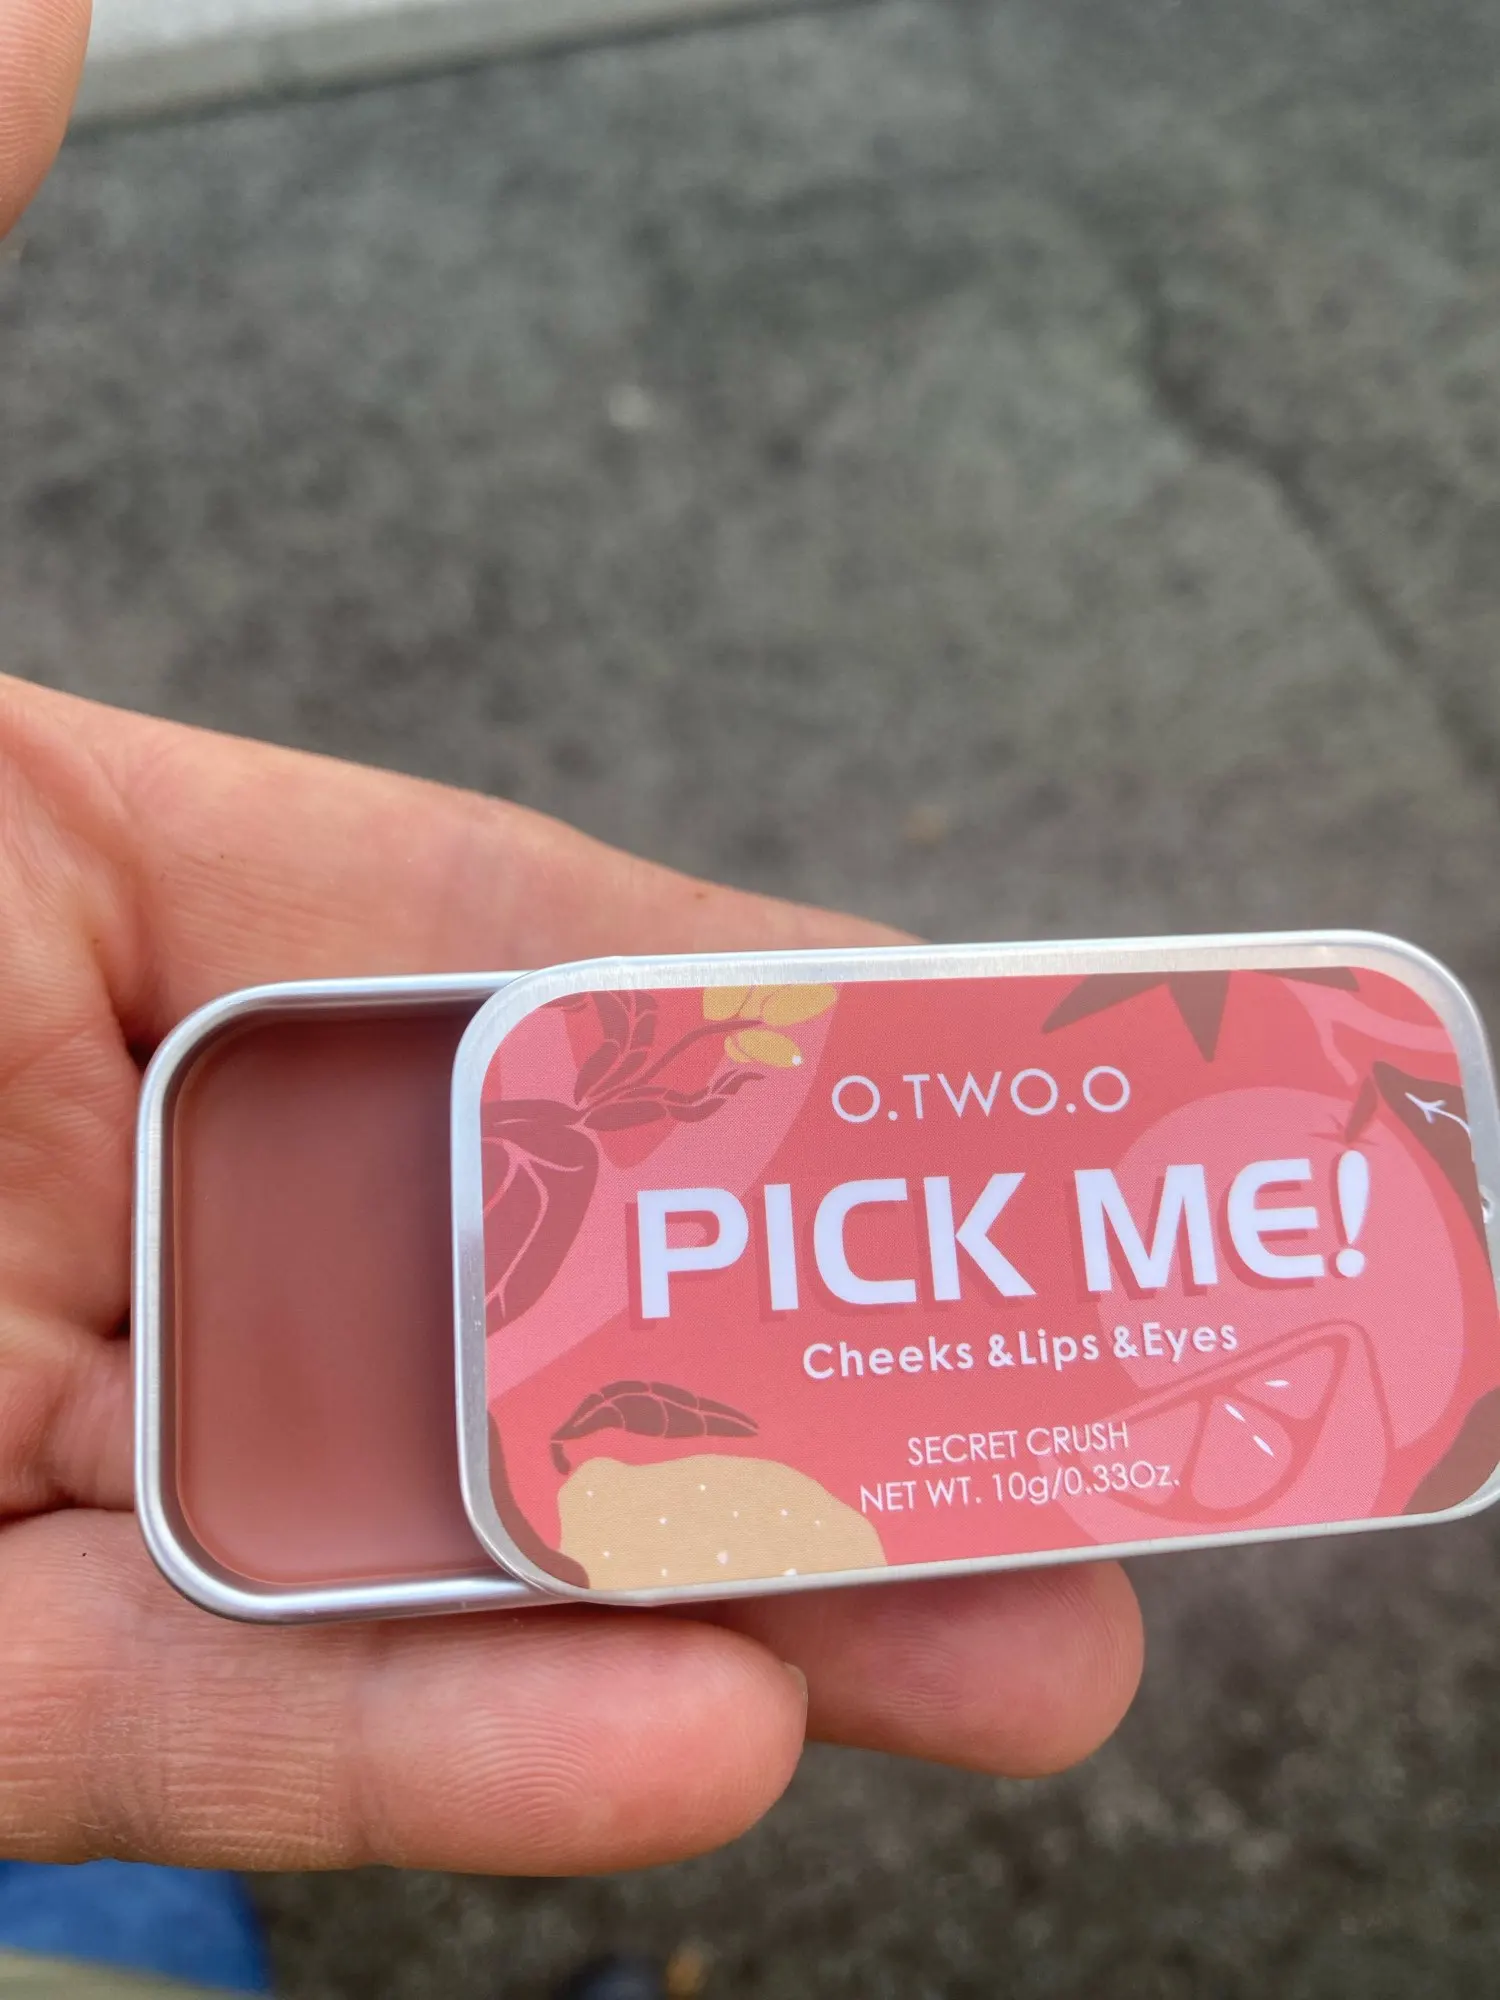 O.TWO.O
PICK ME!
Cheeks &Lips &Eyes
SECRET CRUSH
NET WT. 10g/0.33Oz.